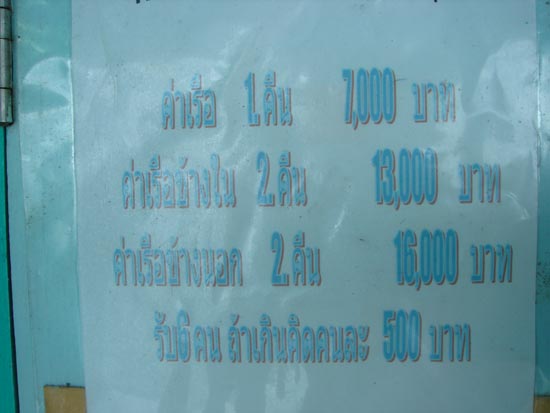 ค่าเรือ 1.คืน 7,000 บาท
ค่าเรือข้างใน 2.คืน 13,000 บาท
ค่าเรือข้างนอก 2.คืน 16,000 บาท
รับ6คน ถ้าเกินคิดคนละ 500 บาท